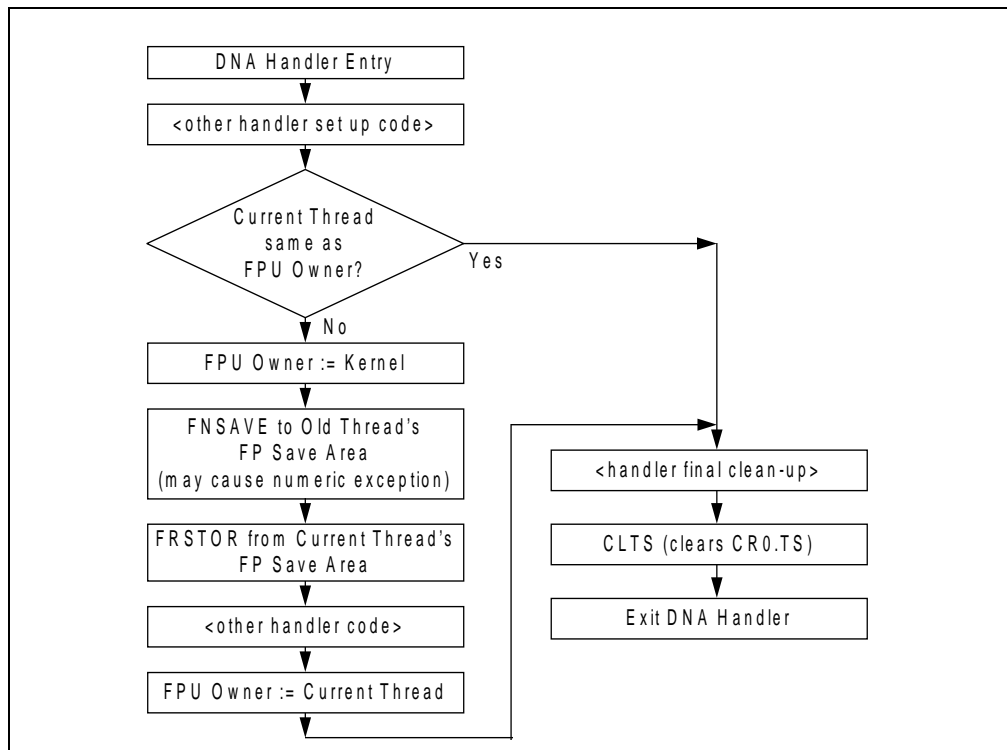 DNA Handler Entry
<other handler set up code>
Current Thread
same as
FPU Owner?
Yes
No
FPU Owner := Kernel
FNSAVE to Old Thread's
FP Save Area
(may cause numeric exception)
FRSTOR from Current Thread's
FP Save Area
<other handler code>
FPU Owner := Current Thread
<handler final clean-up>
CLTS (clears CR0.TS)
Exit DNA Handler